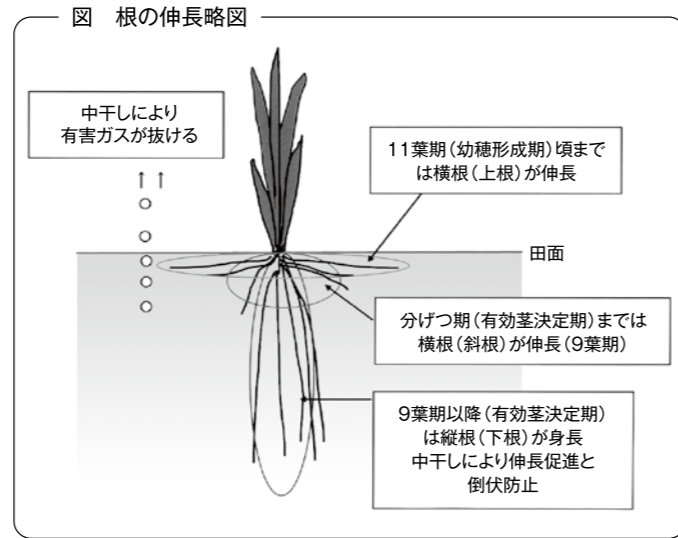 図 根の伸長略図
中干しにより
有害ガスが抜ける
↑ ↑
11葉期(幼穂形成期)頃まで
は横根(上根)が伸長
田面
分げつ期(有効茎決定期)までは
横根(斜根)が伸長(9葉期)
9葉期以降(有効茎決定期)
は縦根(下根)が身長
中干しにより伸長促進と
倒伏防止